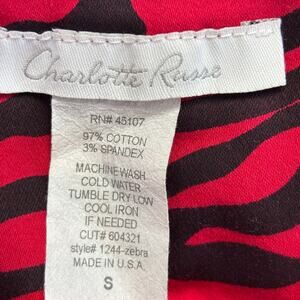 Charlotte Russe
RN# 45107
97% COTTON
3% SPANDEX
MACHINE WASH
COLD WATER
TUMBLE DRY LOW
COOL IRON
IF NEEDED
CUT# 604321
style# 1244-zebra
MADE IN U.S.A.
S